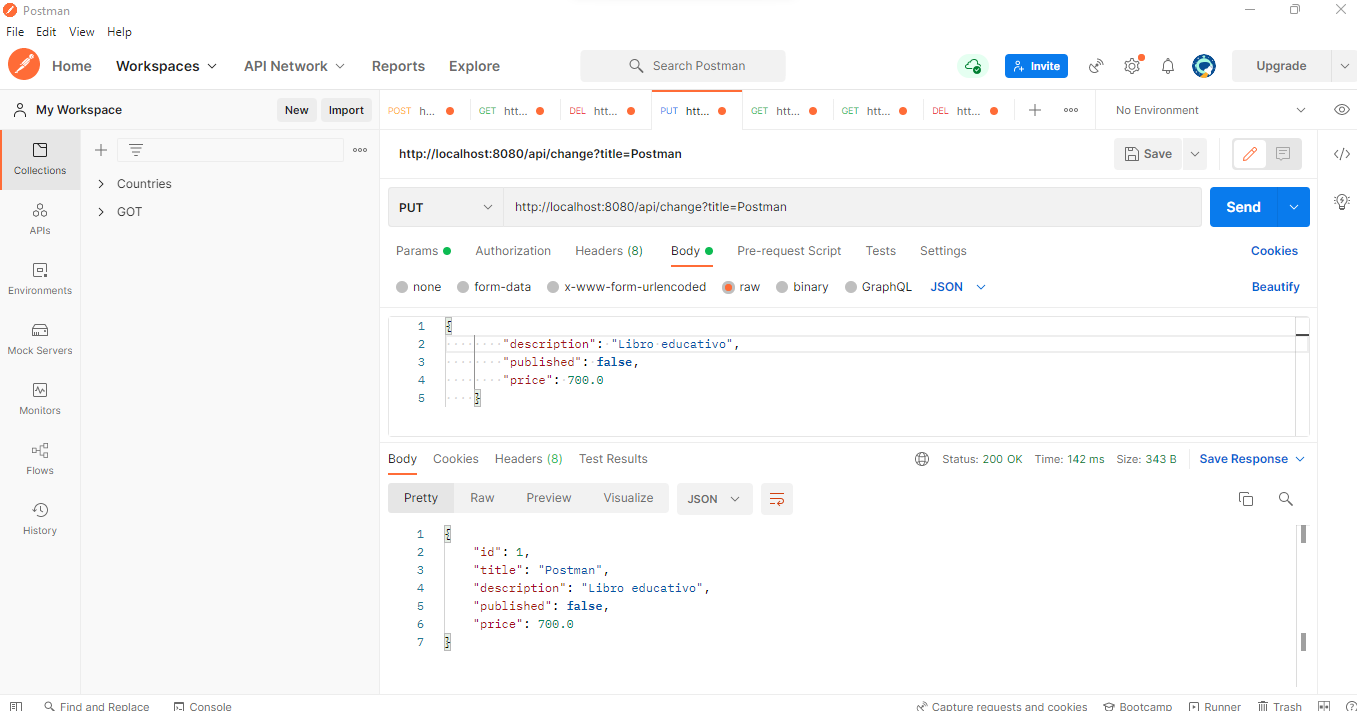 Postman
File Edit View Help
Home Workspaces API Network Reports Explore Search Postman Invite Upgrade
My Workspace New Import POST h... GET htt... DEL htt... PUT htt... GET htt... GET htt... DEL htt... No Environment
Collections
APIs
Environments
Mock Servers
Monitors
Flows
History
Countries
GOT
http://localhost:8080/api/change?title=Postman Save
PUT http://localhost:8080/api/change?title=Postman Send
Params Authorization Headers (8) Body Pre-request Script Tests Settings Cookies
none form-data x-www-form-urlencoded raw binary GraphQL JSON Beautify
1 {
2 "description": "Libro educativo",
3 "published": false,
4 "price": 700.0
5 }
Body Cookies Headers (8) Test Results Status: 200 OK Time: 142 ms Size: 343 B Save Response
Pretty Raw Preview Visualize JSON
1 {
2 "id": 1,
3 "title": "Postman",
4 "description": "Libro educativo",
5 "published": false,
6 "price": 700.0
7 }
Find and Replace Console Capture requests and cookies Bootcamp Runner Trash